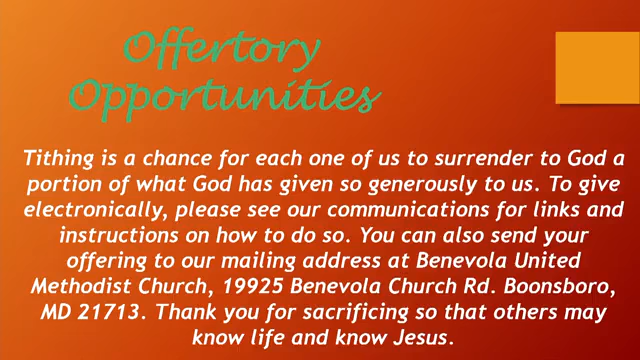 Offertory
Opportunities
Tithing is a chance for each one of us to surrender to God a
portion of what God has given so generously to us. To give
electronically, please see our communications for links and
instructions on how to do so. You can also send your
offering to our mailing address at Benevola United
Methodist Church, 19925 Benevola Church Rd. Boonsboro,
MD 21713. Thank you for sacrificing so that others may
know life and know Jesus.